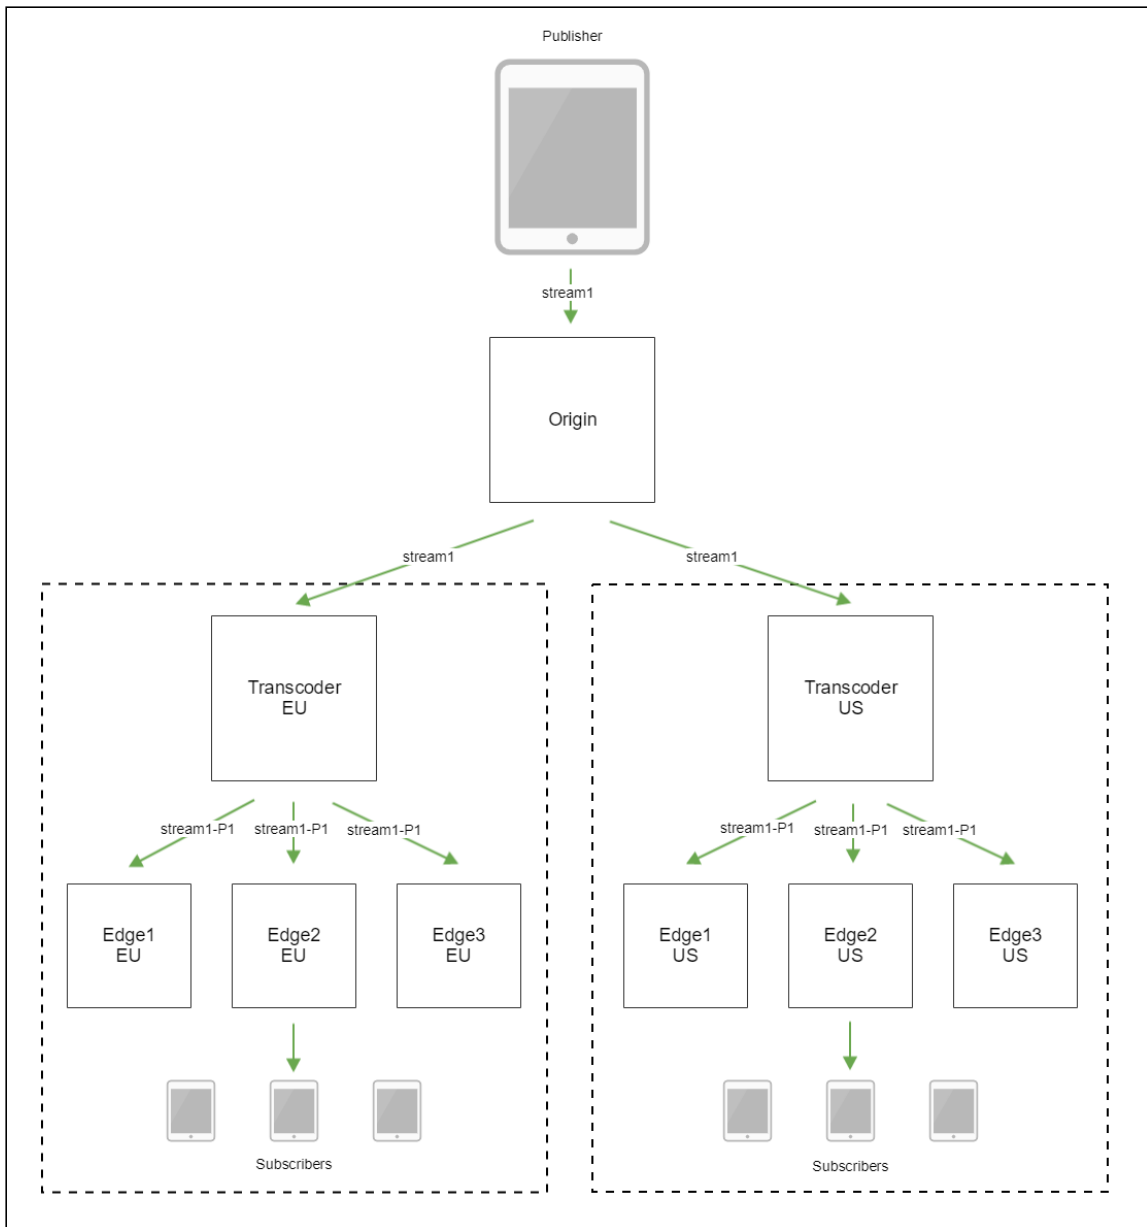 Publisher
stream1
Origin
stream1
stream1
Transcoder
EU
Transcoder
US
stream1-P1
stream1-P1
stream1-P1
stream1-P1
stream1-P1
stream1-P1
Edge1
EU
Edge2
EU
Edge3
EU
Edge1
US
Edge2
US
Edge3
US
Subscribers
Subscribers